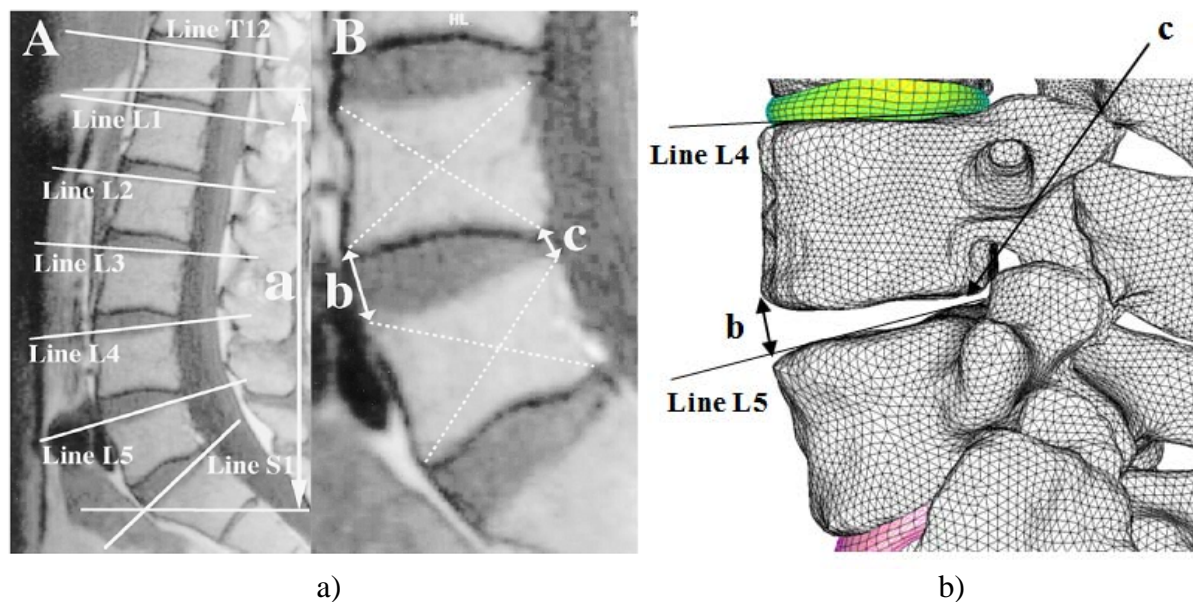 A
Line T12
Line L1
Line L2
Line L3
a
Line L4
Line L5
Line S1
B
HL
b
c
c
Line L4
b
Line L5
a)
b)